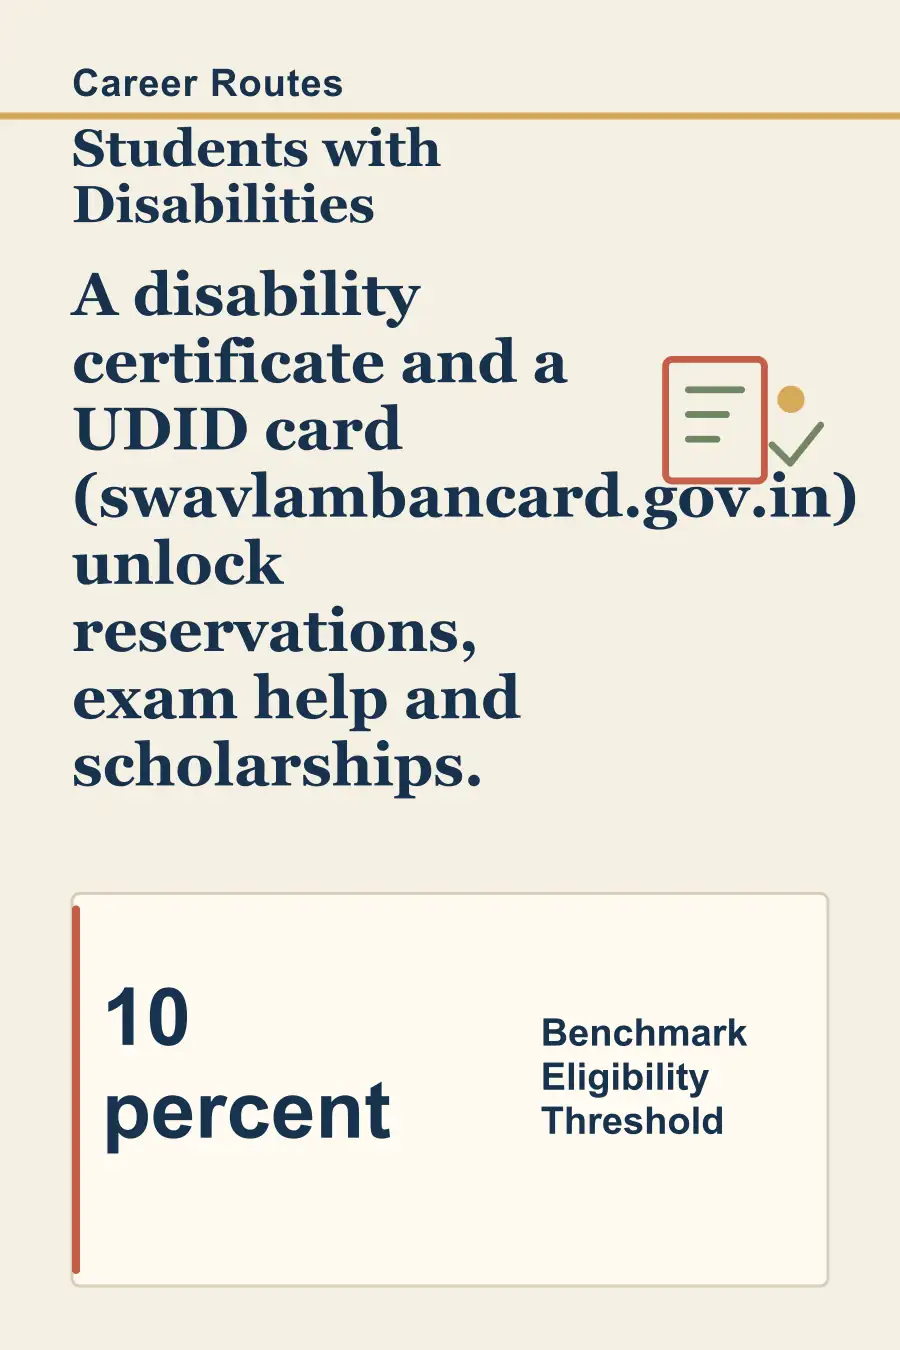 Career Routes
Students with
Disabilities
A disability
certificate and a
UDID card
(swavlambancard.gov.in)
unlock
reservations,
exam help and
scholarships.
10
percent
Benchmark
Eligibility
Threshold